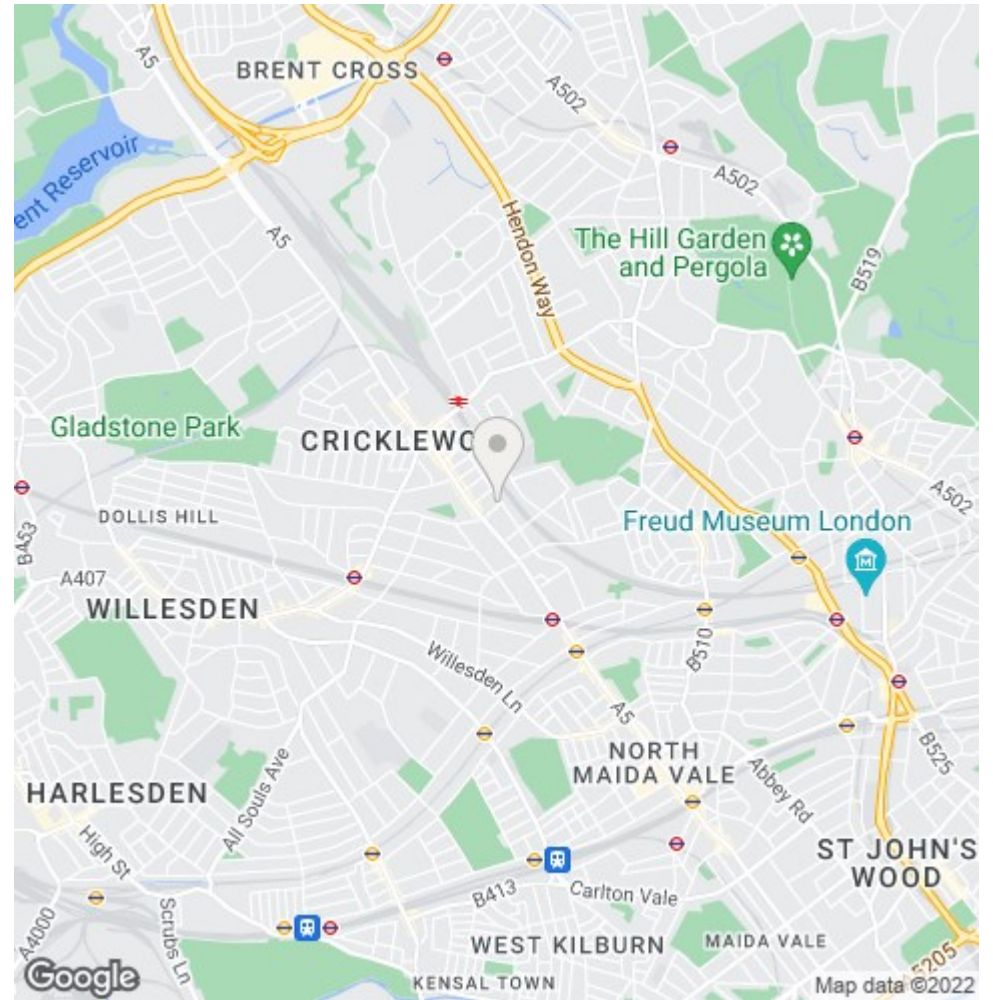 A5
BRENT CROSS
A502
ent Reservoir
A502
A5
Hendon Way
The Hill Garden
and Pergola
B519
Gladstone Park
CRICKLEWO
A502
DOLLIS HILL
Freud Museum London
M
B453
A407
WILLESDEN
B510
Willesden Ln
A5
NORTH
MAIDA VALE
Abbey Rd
B525
HARLESDEN
All Souls Ave
High St
ST JOHN'S
WOOD
B413
Carlton Vale
A4000
Scrubs Ln
WEST KILBURN
MAIDA VALE
5205
Google
KENSAL TOWN
Map data ©2022